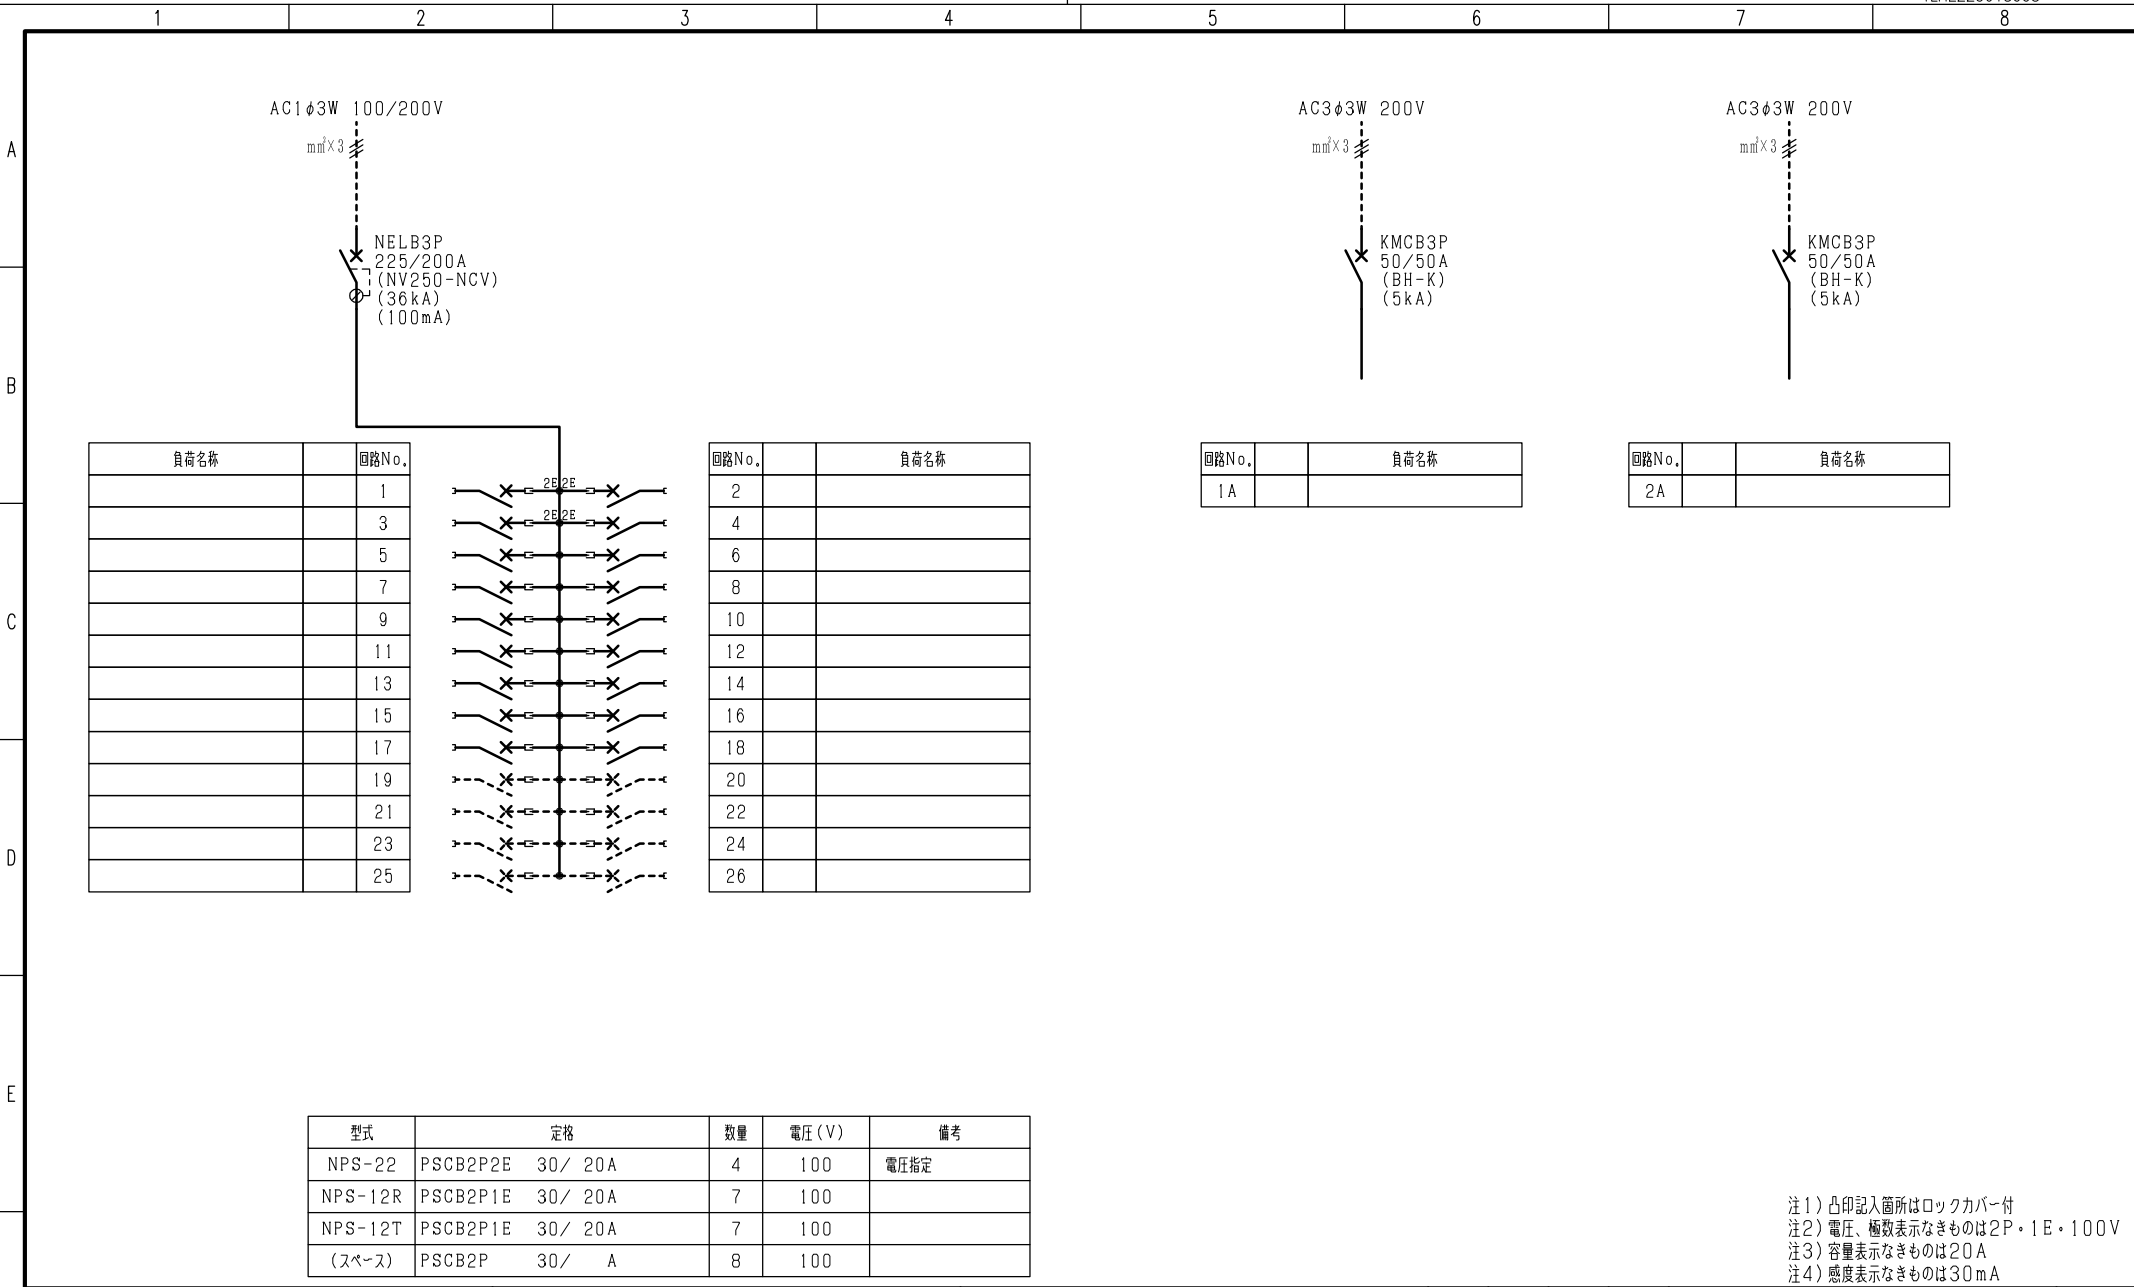 1 2 3 4 5 6 7 8
A
B
C
D
E
AC1φ3W 100/200V
mm²×3
NELB3P
225/200A
(NV250-NCV)
(36kA)
(100mA)
AC3φ3W 200V
mm²×3
KMCB3P
50/50A
(BH-K)
(5kA)
AC3φ3W 200V
mm²×3
KMCB3P
50/50A
(BH-K)
(5kA)
負荷名称 回路No. 回路No. 負荷名称
1 2E 2E 2
3 2E 2E 4
5 6
7 8
9 10
11 12
13 14
15 16
17 18
19 20
21 22
23 24
25 26
回路No. 負荷名称
1A
回路No. 負荷名称
2A
型式 定格 数量 電圧(V) 備考
NPS-22 PSCB2P2E 30/ 20A 4 100 電圧指定
NPS-12R PSCB2P1E 30/ 20A 7 100
NPS-12T PSCB2P1E 30/ 20A 7 100
(スペース) PSCB2P 30/ A 8 100
注1)凸印記入箇所はロックカバー付
注2)電圧、極数表示なきものは2P・1E・100V
注3)容量表示なきものは20A
注4)感度表示なきものは30mA